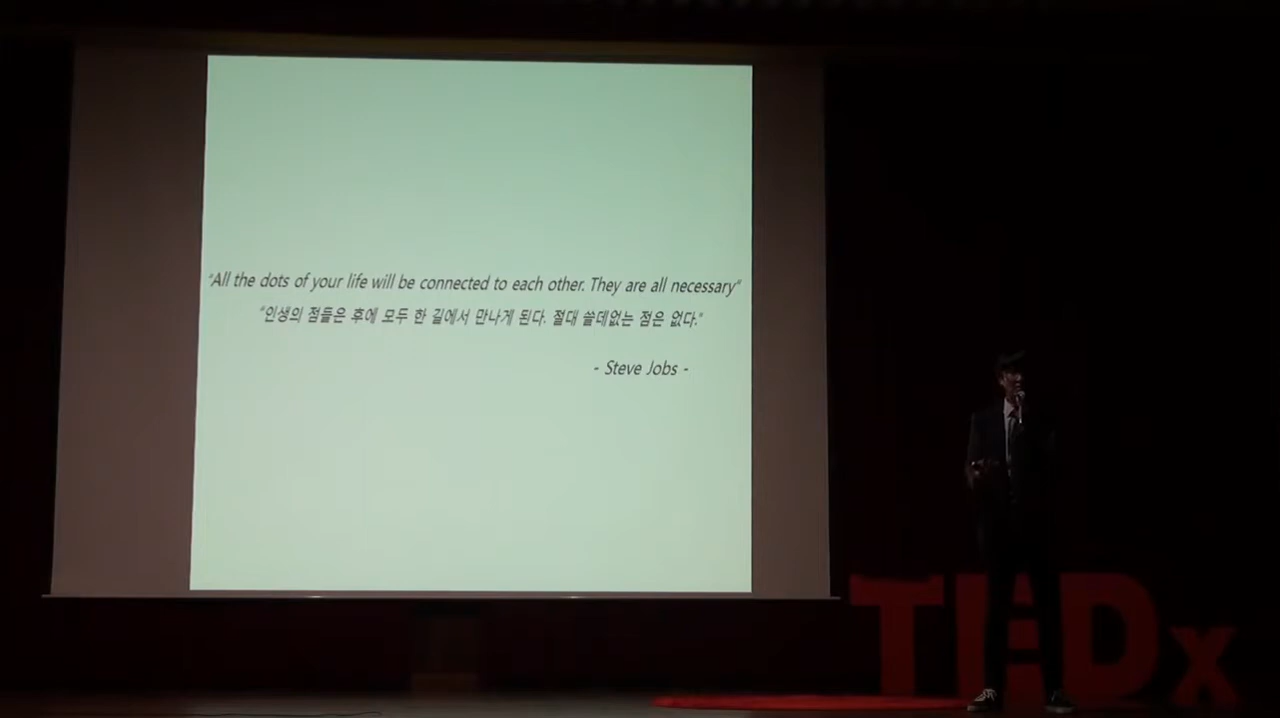 "All the dots of your life will be connected to each other. They are all necessary"
"인생의 점들은 후에 모두 한 길에서 만나게 된다. 절대 쓸데없는 점은 없다."
- Steve Jobs -
TEDx